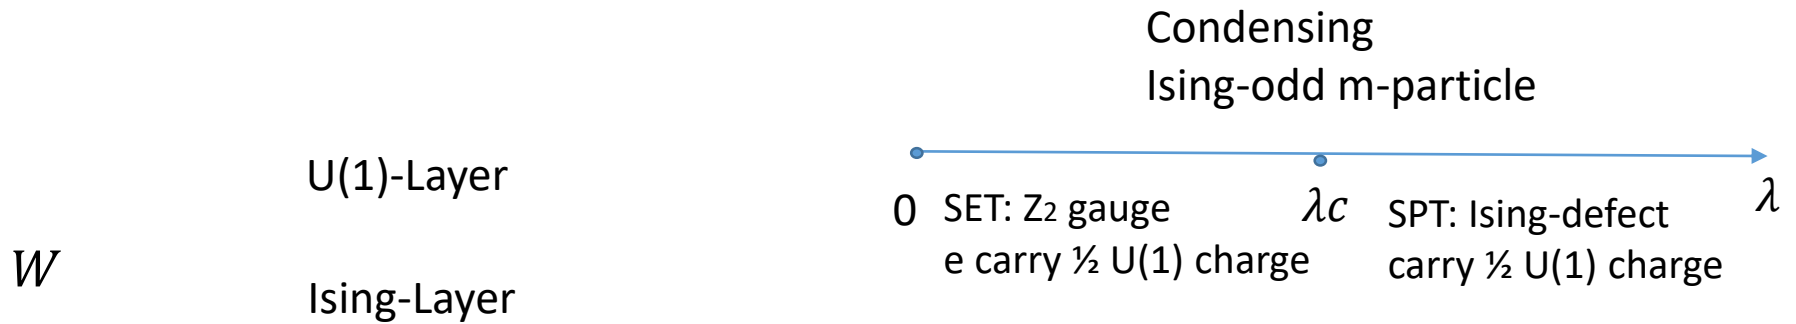 Condensing
Ising-odd m-particle
U(1)-Layer
W
Ising-Layer
0
SET: Z2 gauge
e carry ½ U(1) charge
λc
SPT: Ising-defect
carry ½ U(1) charge
λ